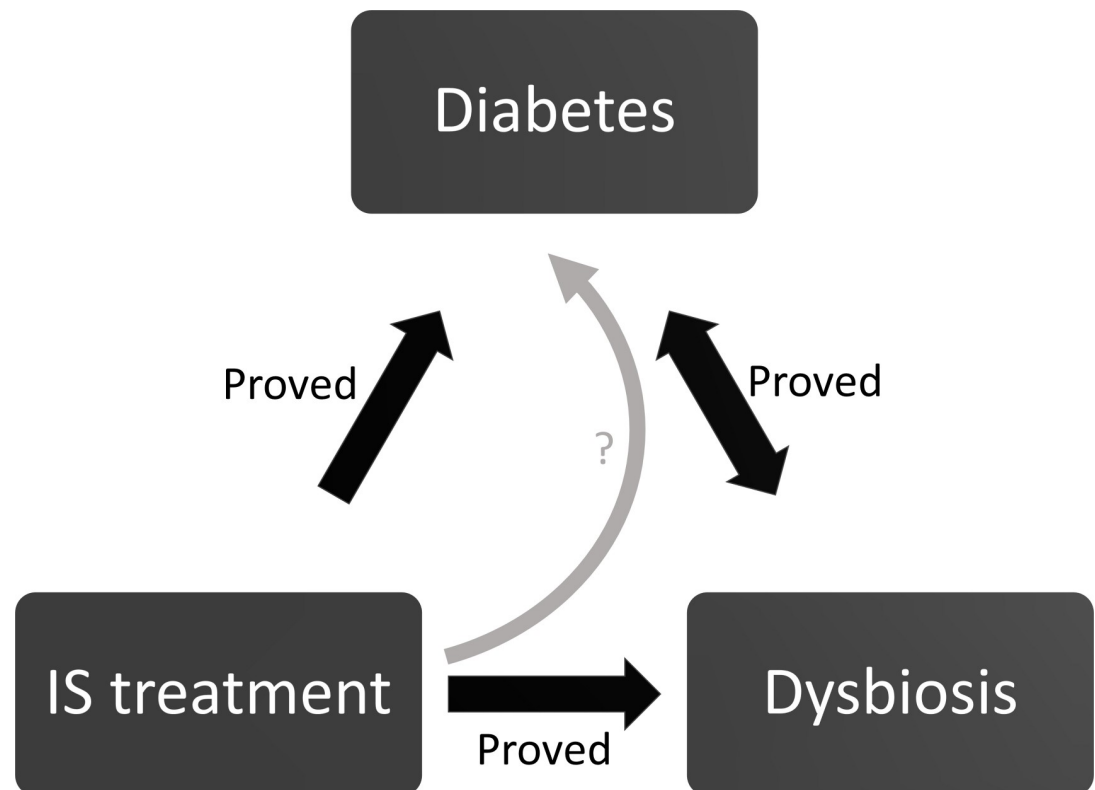 Diabetes
Proved
Proved
?
IS treatment
Dysbiosis
Proved